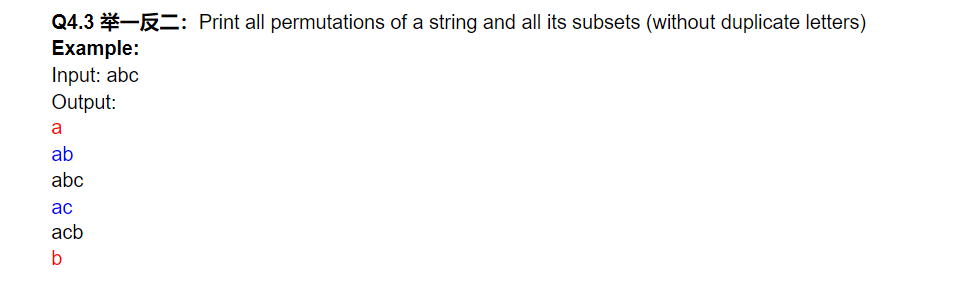 Q4.3 举一反二：Print all permutations of a string and all its subsets (without duplicate letters)
Example:
Input: abc
Output:
a
ab
abc
ac
acb
b